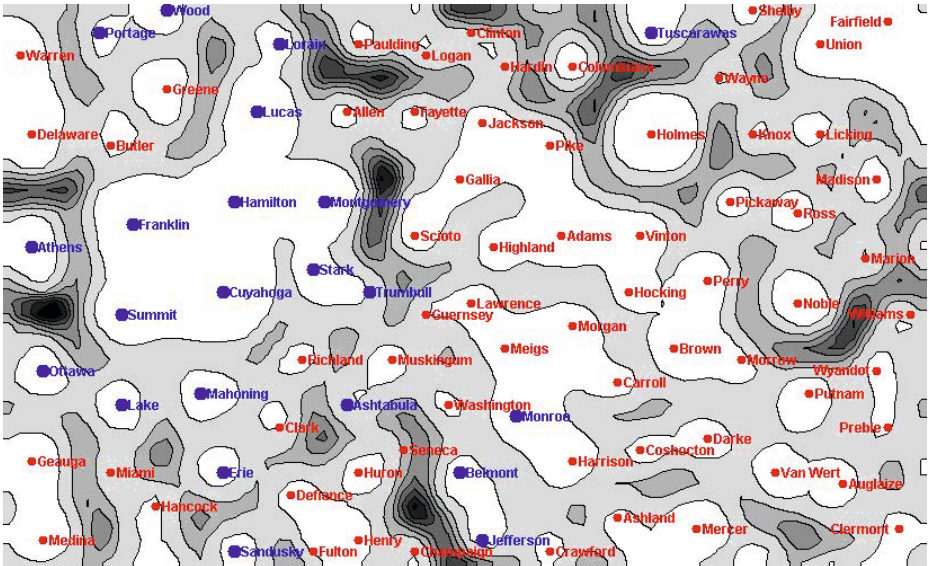 Wood
Shelby
Fairfield
Portage
Clinton
Tuscarawas
Lorain
Paulding
Union
Warren
Logan
Hardin
Columbiana
Wayne
Greene
Lucas
Allen
Fayette
Jackson
Delaware
Holmes
Knox
Licking
Butler
Pike
Gallia
Madison
Hamilton
Montgomery
Pickaway
Ross
Franklin
Scioto
Adams
Vinton
Athens
Highland
Marion
Stark
Perry
Cuyahoga
Trumbull
Hocking
Lawrence
Noble
Summit
Guernsey
Williams
Morgan
Meigs
Brown
Richland
Muskingum
Morrow
Ottawa
Wyandot
Carroll
Mahoning
Putnam
Lake
Ashtabula
Washington
Monroe
Clark
Preble
Darke
Seneca
Coshocton
Geauga
Harrison
Miami
Erie
Huron
Belmont
Van Wert
Auglaize
Defiance
Hancock
Ashland
Mercer
Clermont
Medina
Henry
Jefferson
Sandusky
Fulton
Champaign
Crawford